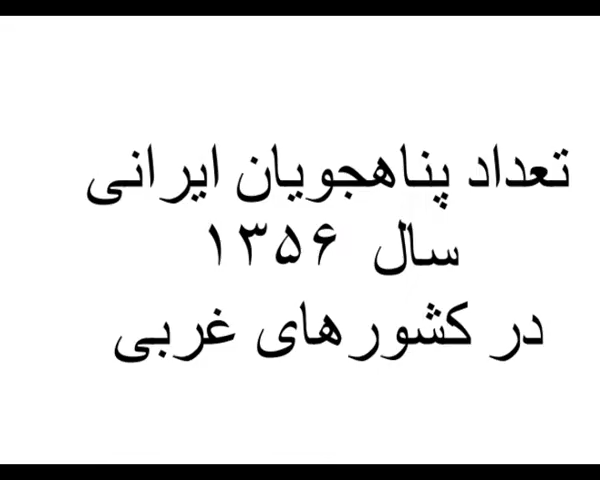 تعداد پناهجویان ایرانی
سال ۱۳۵۶
در کشورهای غربی